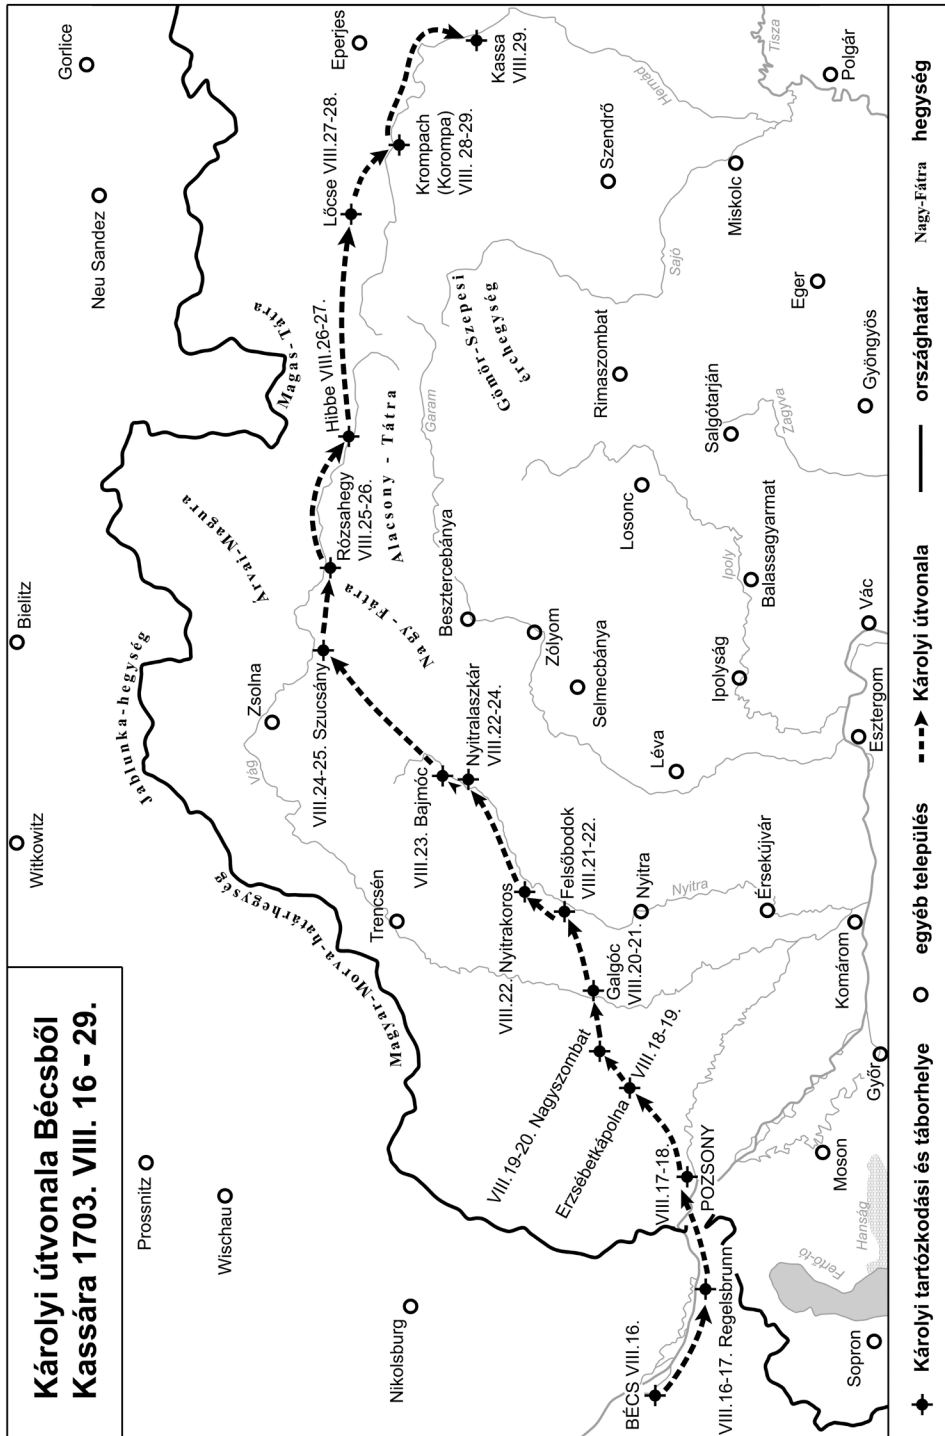 Károlyi útvonala Bécsből
Kassára 1703. VIII. 16 - 29.
Prossnitz
Wischau
Nikolsburg
Witkowitz
Bielitz
Neu Sandez
Gorlice
Jablunka-hegység
Magyar-Morva-határhegység
Árvai-Magura
Magas-Tátra
Alacsony - Tátra
Nagy - Fátra
Gömör-Szepesi
érchegység
Vág
Zsolna
Trencsén
Eperjes
BÉCS VIII.16.
VIII.16-17. Regelsbrunn
VIII.17-18.
POZSONY
Erzsébetkápolna
VIII.18-19.
VIII.19-20. Nagyszombat
Galgóc
VIII.20-21.
Felsőbodok
VIII.21-22.
VIII.22. Nyitrakoros
Nyitralaszkár
VIII.22-24.
VIII.23. Bajmóc
VIII.24-25. Szucsány
Rózsahegy
VIII.25-26.
Hibbe VIII.26-27.
Lőcse VIII.27-28.
Krompach
(Korompa)
VIII. 28-29.
Kassa
VIII.29.
Besztercebánya
Garam
Zólyom
Selmecbánya
Léva
Nyitra
Nyitra
Érsekújvár
Komárom
Győr
Moson
Hanság
Fertő-tó
Sopron
Esztergom
Vác
Ipolyság
Ipoly
Balassagyarmat
Losonc
Rimaszombat
Salgótarján
Zagyva
Gyöngyös
Eger
Miskolc
Sajó
Szendrő
Hernád
Tisza
Polgár
Károlyi tartózkodási és táborhelye
egyéb település
Károlyi útvonala
országhatár
Nagy-Fátra hegység